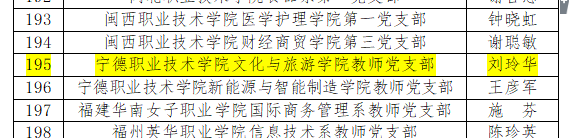 193 闽西职业技术学院医学护理学院第一党支部 钟晓虹
194 闽西职业技术学院财经商贸学院第三党支部 谢聪敏
195 宁德职业技术学院文化与旅游学院教师党支部 刘玲华
196 宁德职业技术学院新能源与智能制造学院教师党支部 王彦军
197 福建华南女子职业学院国际商务管理系教师党支部 施 芬
198 福州英华职业学院信息技术系教师党支部 陈珍英